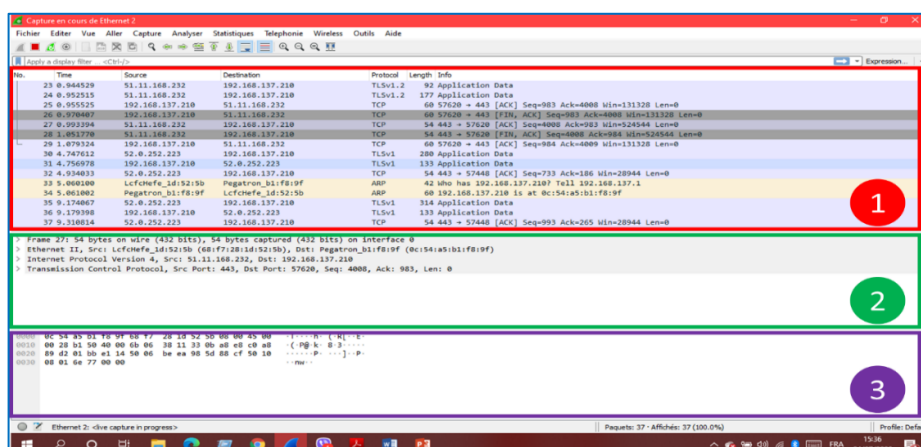 Capture en cours de Ethernet 2
Fichier Editer Vue Aller Capture Analyser Statistiques Telephonie Wireless Outils Aide
Apply a display filter ... <Ctrl-/> Expression...
No. Time Source Destination Protocol Length Info
23 0.944529 51.11.168.232 192.168.137.210 TLSv1.2 92 Application Data
24 0.952515 51.11.168.232 192.168.137.210 TLSv1.2 177 Application Data
25 0.955525 192.168.137.210 51.11.168.232 TCP 60 57620 → 443 [ACK] Seq=983 Ack=4008 Win=131328 Len=0
26 0.970407 192.168.137.210 51.11.168.232 TCP 60 57620 → 443 [FIN, ACK] Seq=983 Ack=4008 Win=131328 Len=0
27 0.993394 51.11.168.232 192.168.137.210 TCP 54 443 → 57620 [ACK] Seq=4008 Ack=983 Win=524544 Len=0
28 1.051770 51.11.168.232 192.168.137.210 TCP 54 443 → 57620 [FIN, ACK] Seq=4008 Ack=984 Win=524544 Len=0
29 1.079324 192.168.137.210 51.11.168.232 TCP 60 57620 → 443 [ACK] Seq=984 Ack=4009 Win=131328 Len=0
30 4.747612 52.0.252.223 192.168.137.210 TLSv1 280 Application Data
31 4.756978 192.168.137.210 52.0.252.223 TLSv1 133 Application Data
32 4.934033 52.0.252.223 192.168.137.210 TCP 54 443 → 57448 [ACK] Seq=733 Ack=186 Win=28944 Len=0
33 5.060100 LcfcHefe_1d:52:5b Pegatron_b1:f8:9f ARP 42 Who has 192.168.137.210? Tell 192.168.137.1
34 5.061002 Pegatron_b1:f8:9f LcfcHefe_1d:52:5b ARP 60 192.168.137.210 is at 0c:54:a5:b1:f8:9f
35 9.174067 52.0.252.223 192.168.137.210 TLSv1 314 Application Data
36 9.179398 192.168.137.210 52.0.252.223 TLSv1 133 Application Data
37 9.310814 52.0.252.223 192.168.137.210 TCP 54 443 → 57448 [ACK] Seq=993 Ack=265 Win=28944 Len=0
1
> Frame 27: 54 bytes on wire (432 bits), 54 bytes captured (432 bits) on interface 0
> Ethernet II, Src: LcfcHefe_1d:52:5b (68:f7:28:1d:52:5b), Dst: Pegatron_b1:f8:9f (0c:54:a5:b1:f8:9f)
> Internet Protocol Version 4, Src: 51.11.168.232, Dst: 192.168.137.210
> Transmission Control Protocol, Src Port: 443, Dst Port: 57620, Seq: 4008, Ack: 983, Len: 0
2
0000 0c 54 a5 b1 f8 9f 68 f7 28 1d 52 5b 08 00 45 00
0010 00 28 b1 50 40 00 6b 06 38 11 33 0b a8 e8 c0 a8
0020 89 d2 01 bb e1 14 50 06 be ea 98 5d 88 cf 50 10
0030 08 01 6e 77 00 00
3
Ethernet 2: <live capture in progress> Paquets: 37 · Affichés: 37 (100.0%) Profile: Defa
FRA 15:36